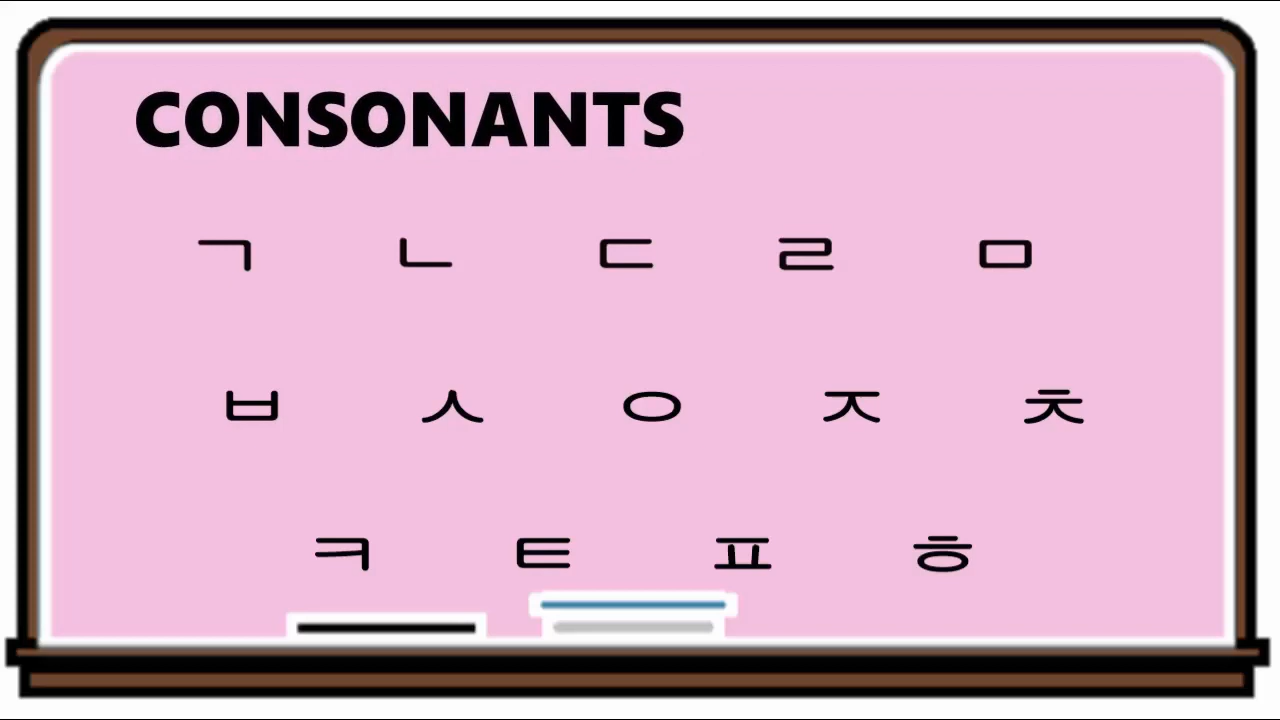 CONSONANTS
ㄱ ㄴ ㄷ ㄹ ㅁ
ㅂ ㅅ ㅇ ㅈ ㅊ
ㅋ ㅌ ㅍ ㅎ